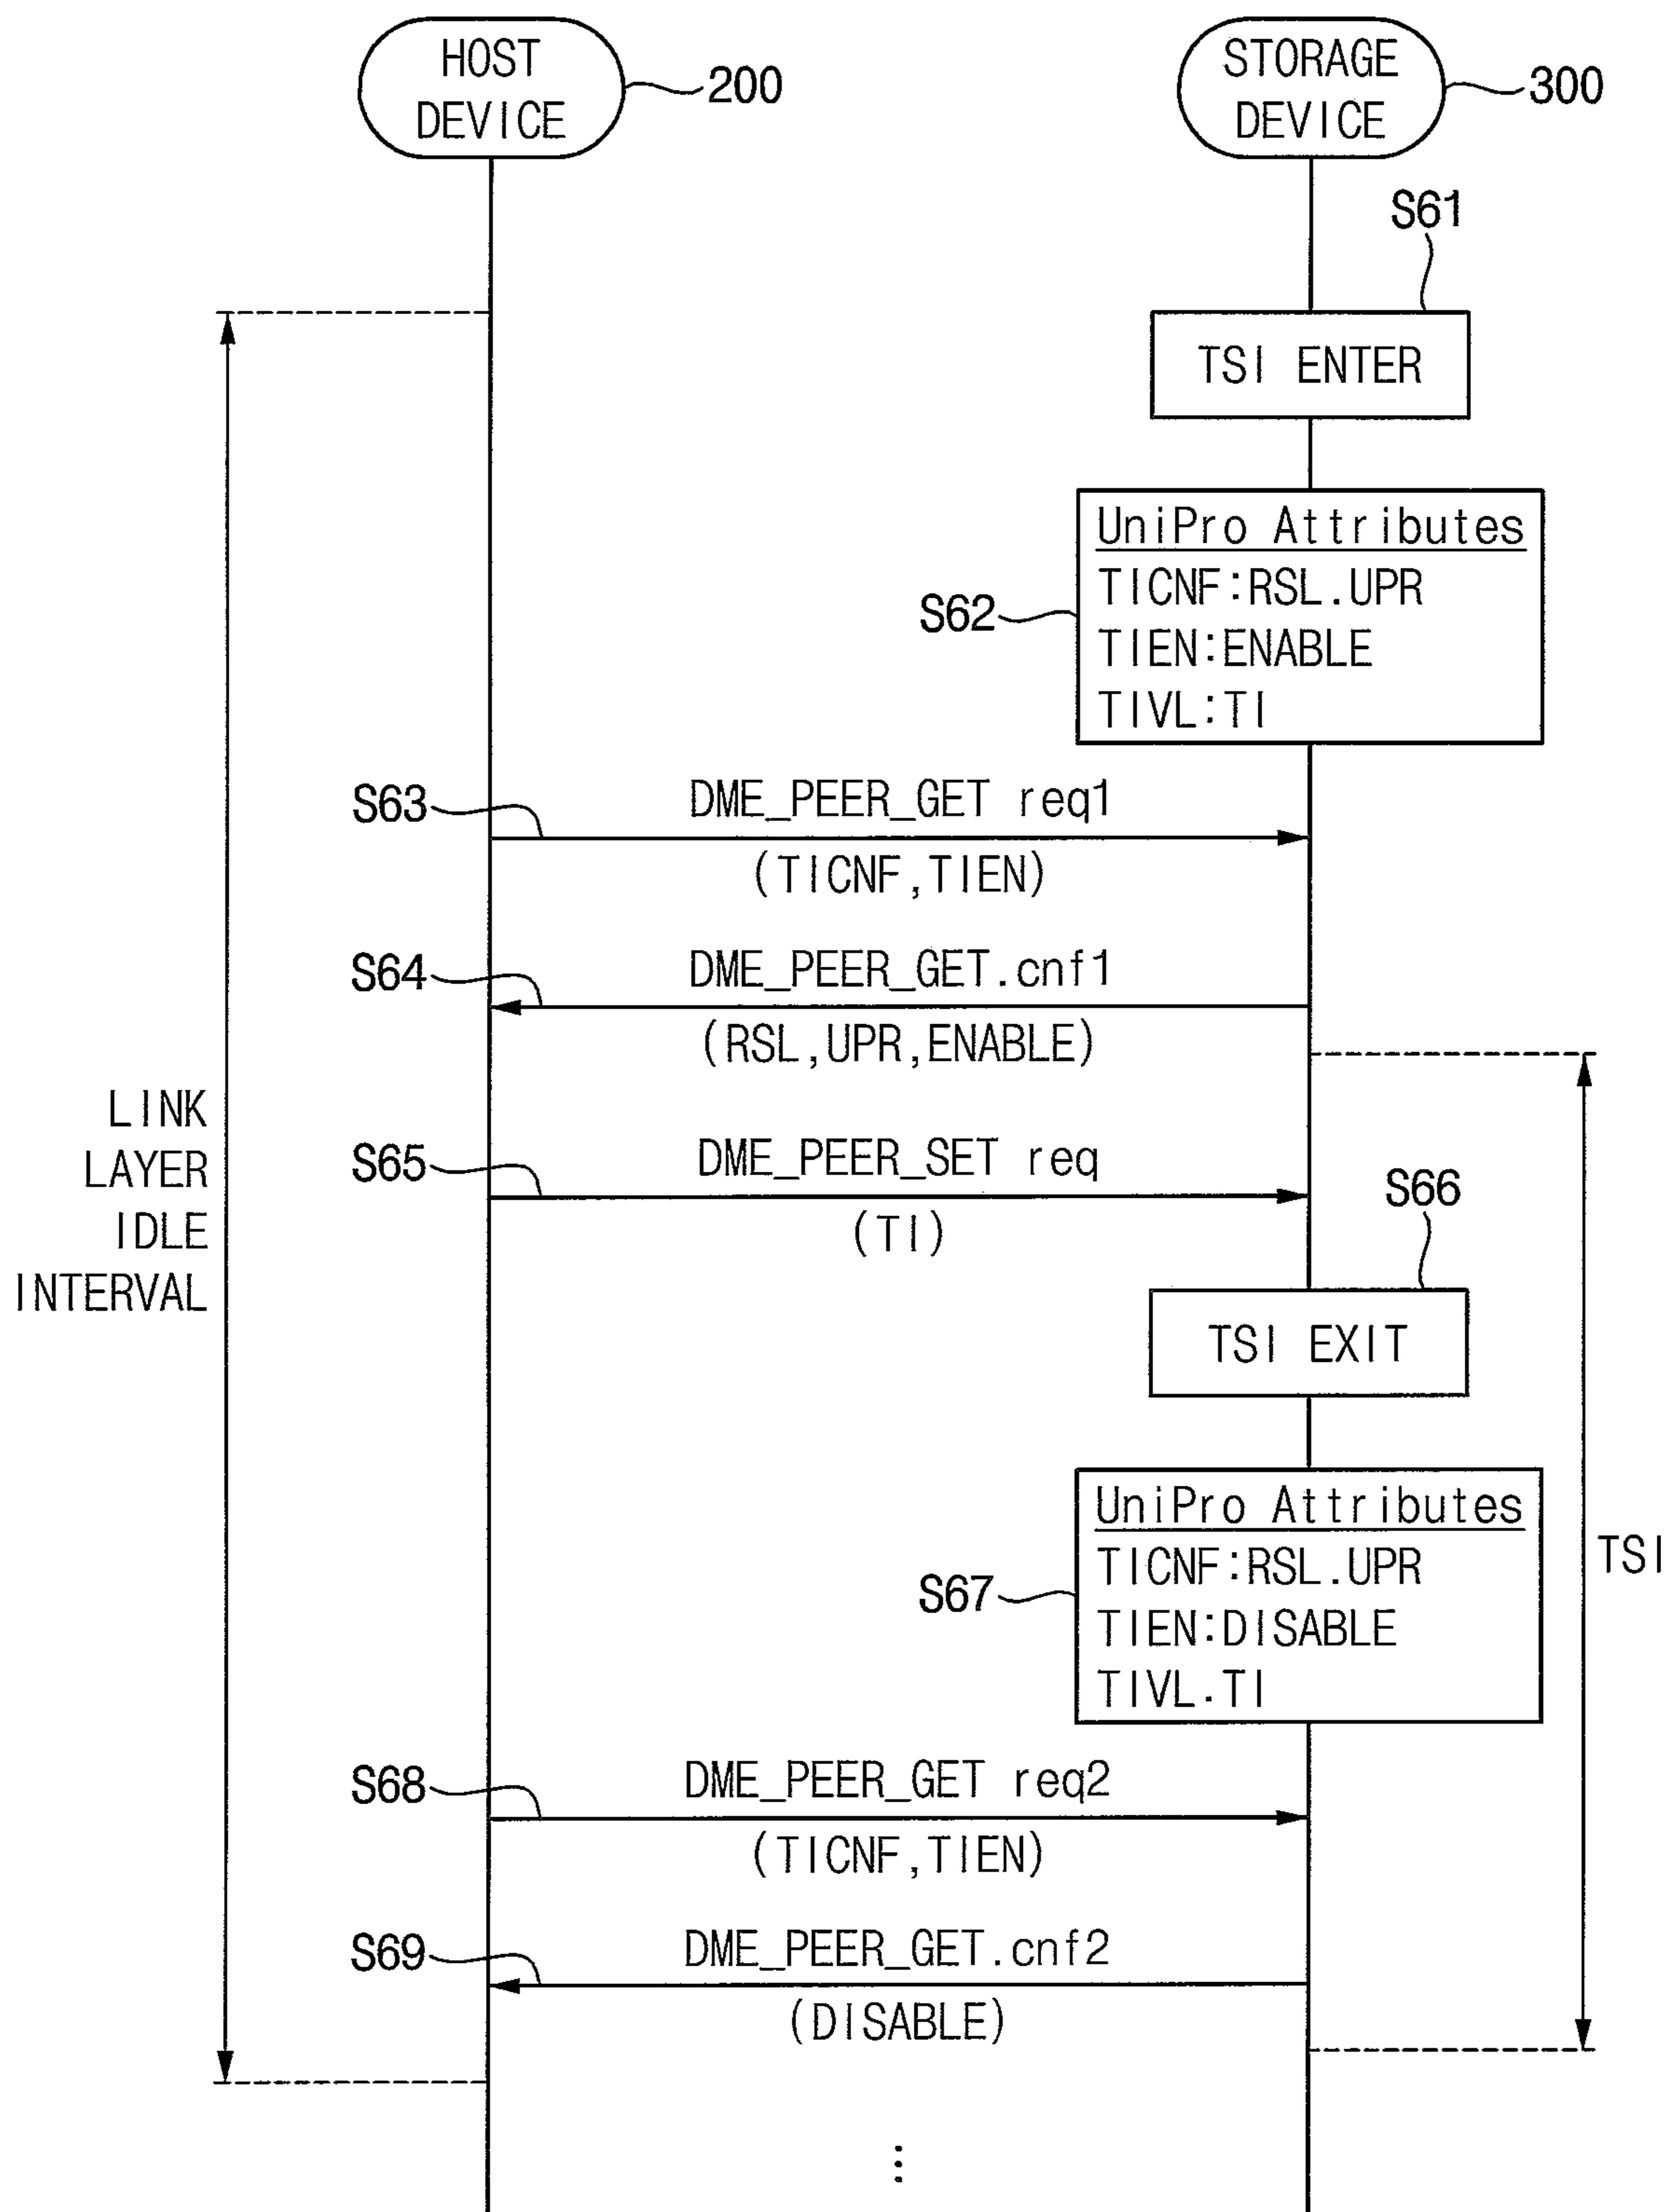 HOST
DEVICE
200
STORAGE
DEVICE
300
S61
TSI ENTER
S62
UniPro Attributes
TICNF:RSL.UPR
TIEN:ENABLE
TIVL:TI
S63
DME_PEER_GET req1
(TICNF,TIEN)
S64
DME_PEER_GET.cnf1
(RSL,UPR,ENABLE)
LINK
LAYER
IDLE
INTERVAL
S65
DME_PEER_SET req
(TI)
S66
TSI EXIT
S67
UniPro Attributes
TICNF:RSL.UPR
TIEN:DISABLE
TIVL.TI
TSI
S68
DME_PEER_GET req2
(TICNF,TIEN)
S69
DME_PEER_GET.cnf2
(DISABLE)